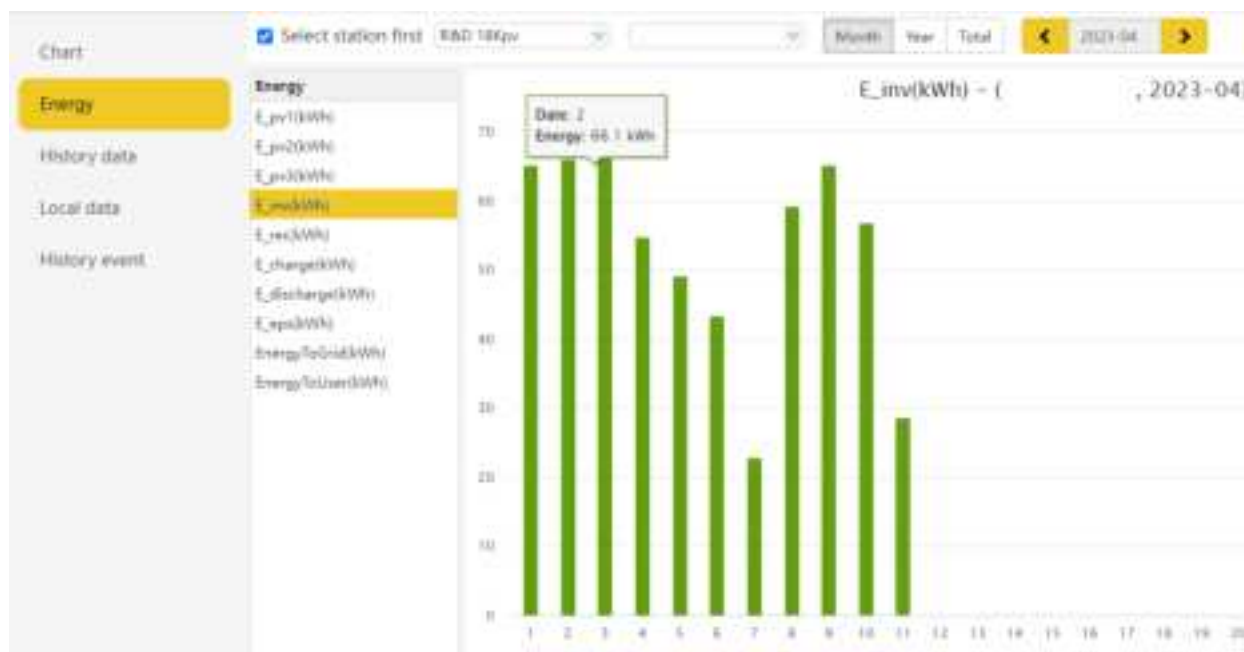 Chart
Energy
History data
Local data
History event
Select station first R&D 18Kpv Month Year Total 2023-04
Energy
E_pv1(kWh)
E_pv2(kWh)
E_pv3(kWh)
E_inv(kWh)
E_rec(kWh)
E_charge(kWh)
E_discharge(kWh)
E_eps(kWh)
EnergyToGrid(kWh)
EnergyToUser(kWh)
E_inv(kWh) - ( , 2023-04)
Date: 2
Energy: 66.1 kWh
70
60
50
40
30
20
10
0
1 2 3 4 5 6 7 8 9 10 11 12 13 14 15 16 17 18 19 20